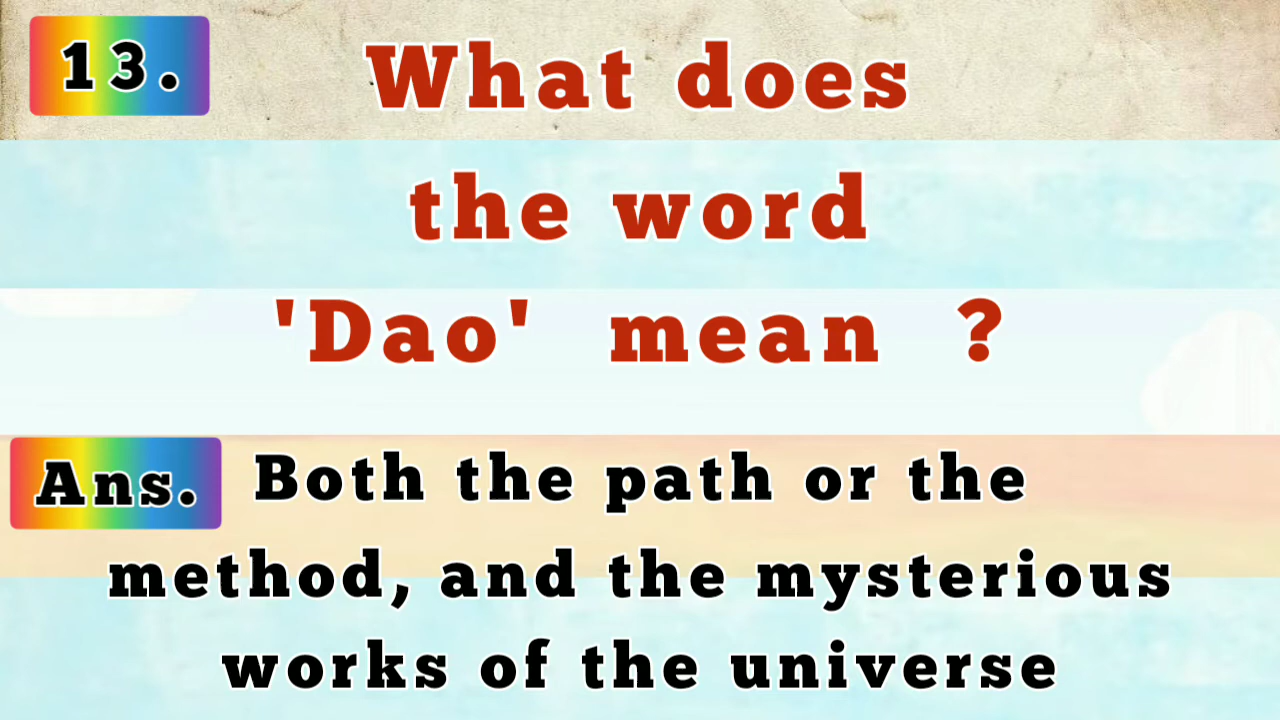 13. What does
the word
'Dao' mean ?
Ans. Both the path or the
method, and the mysterious
works of the universe